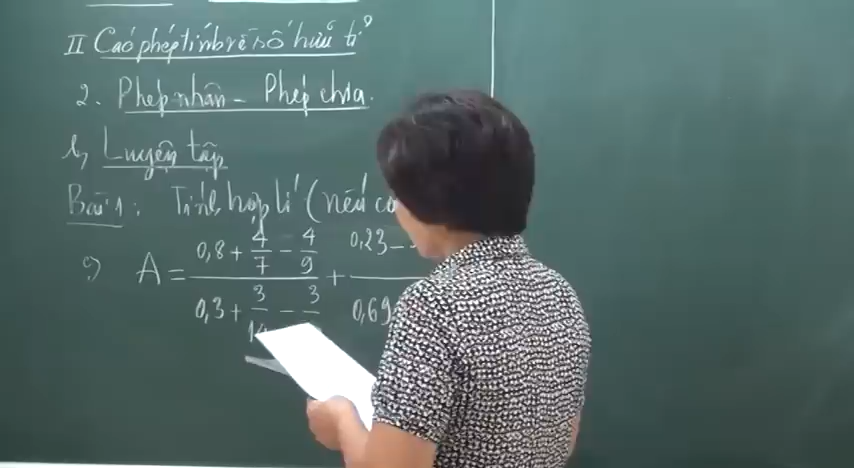 II Các phép tính về số hữu tỉ
2. Phép nhân - Phép chia.
b, Luyện tập
Bài 1: Tính hợp lí (nếu có
A = (0,8 + 4/7 - 4/9) / (0,3 + 3/14 - 3/) + (0,23 -) / (0,69